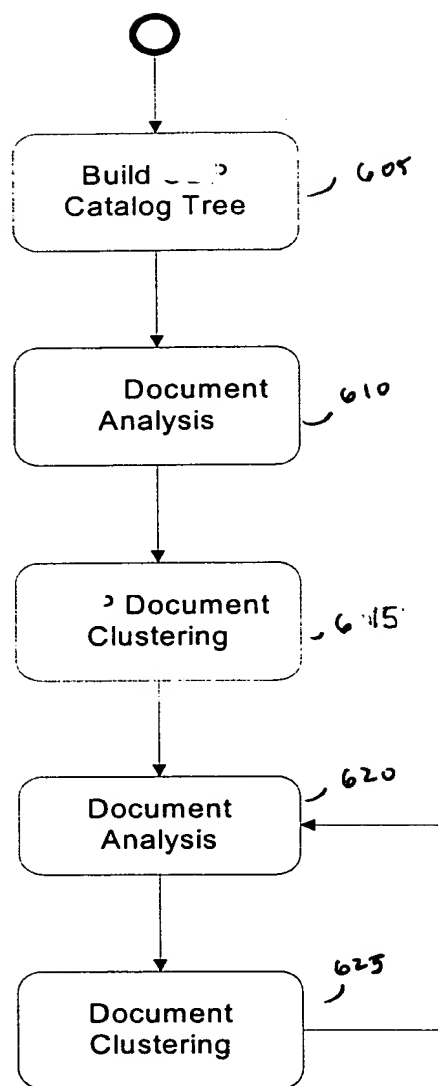 Build
Catalog Tree
605
Document
Analysis
610
Document
Clustering
Document
Analysis
620
Document
Clustering
625